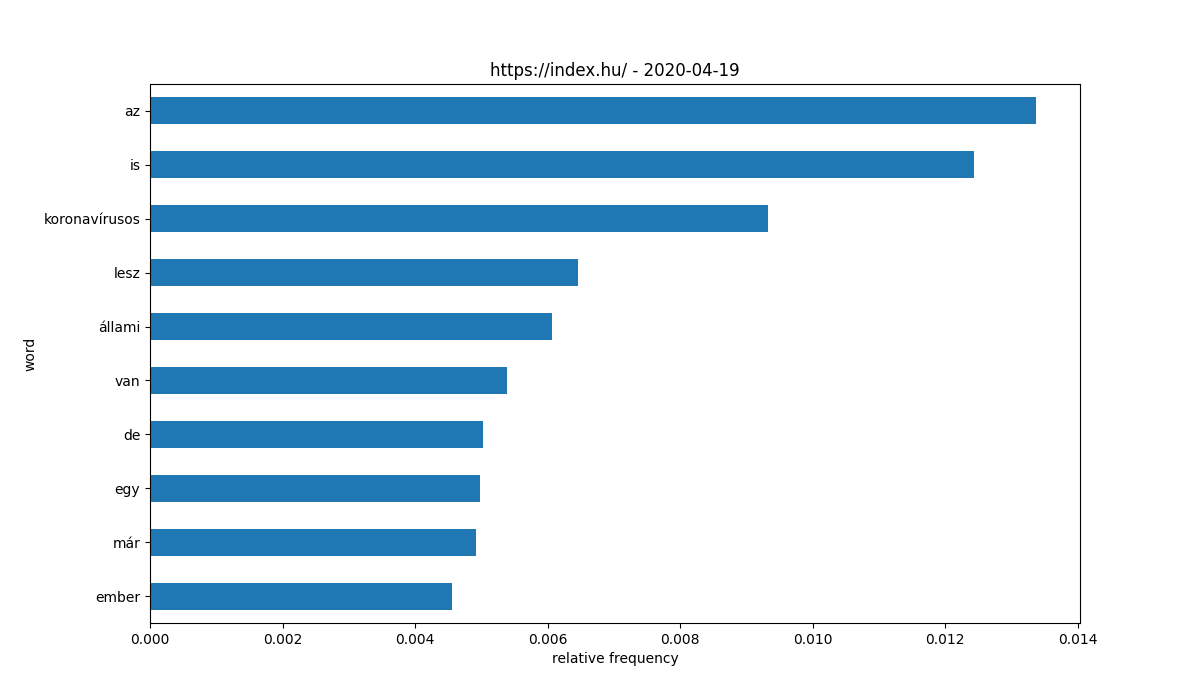 https://index.hu/ - 2020-04-19
az
is
koronavírusos
lesz
állami
van
de
egy
már
ember
word
0.000 0.002 0.004 0.006 0.008 0.010 0.012 0.014
relative frequency